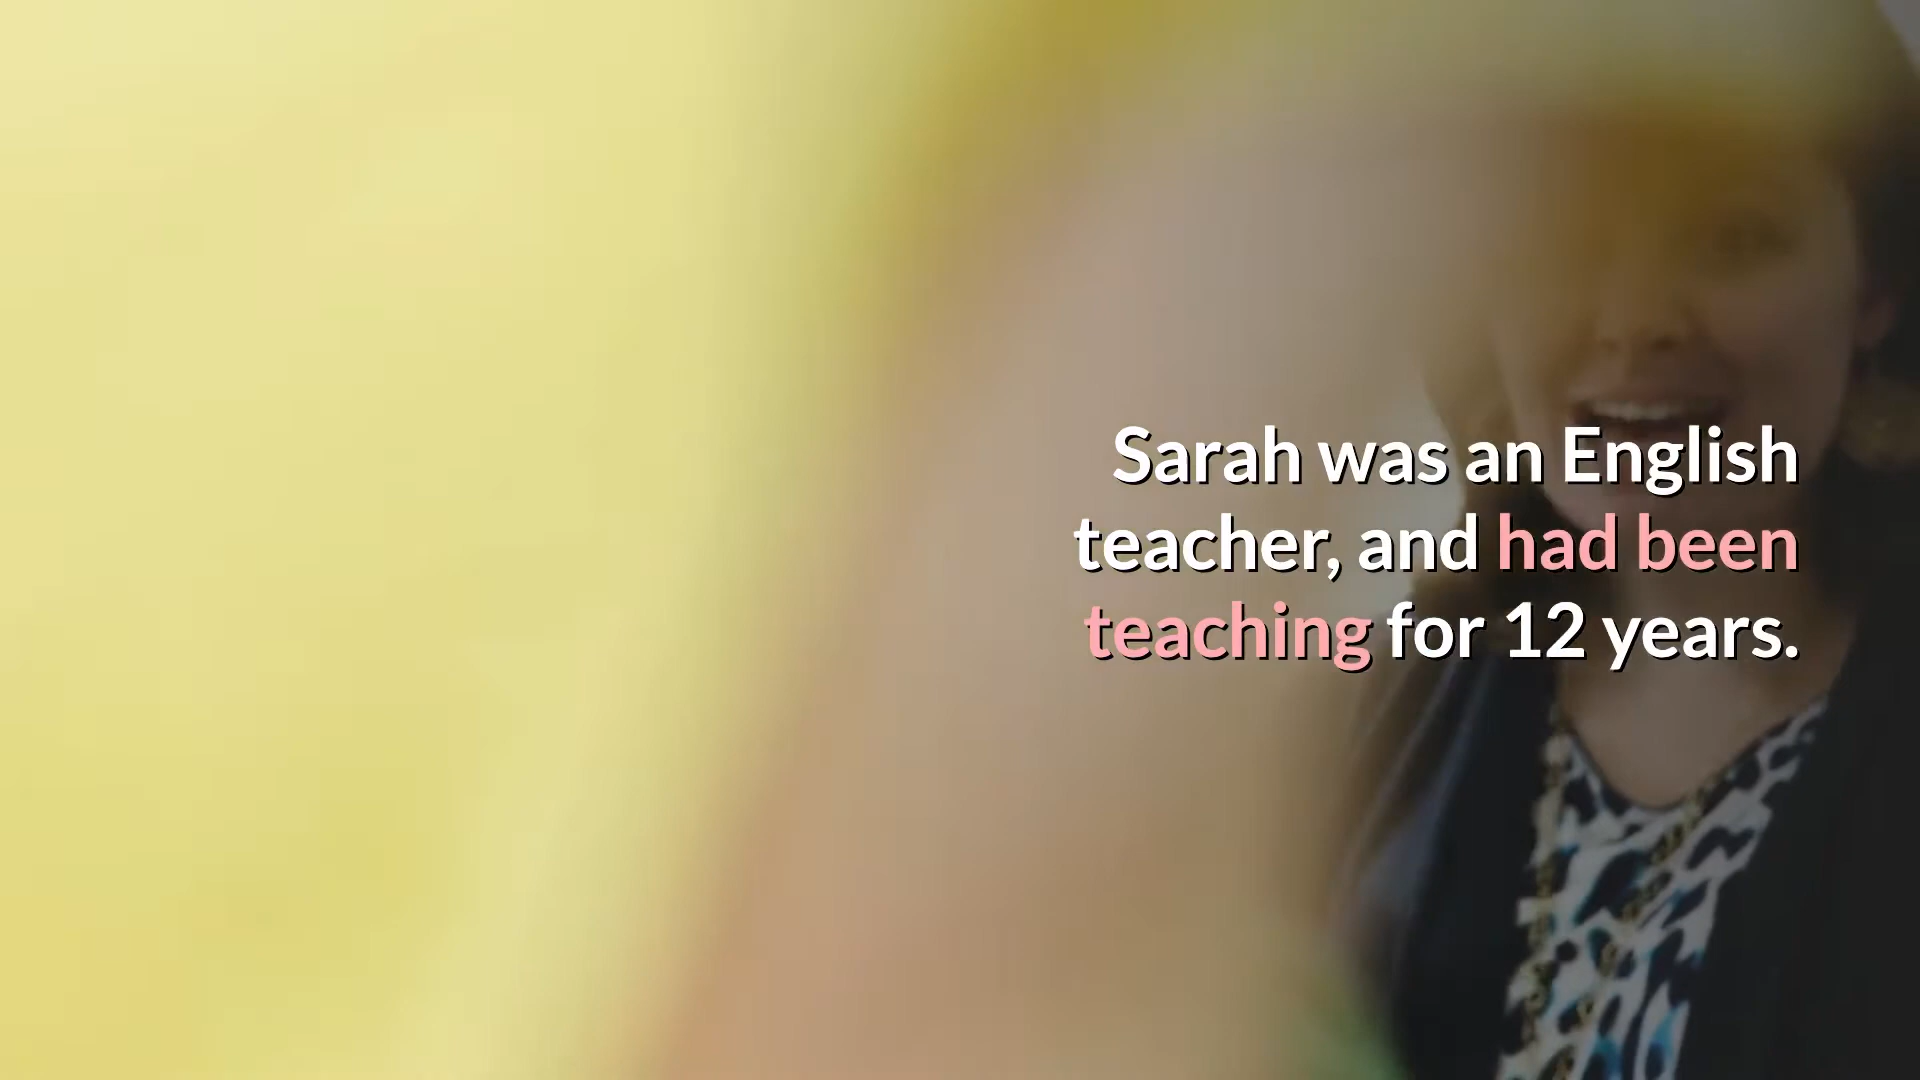 Sarah was an English
teacher, and had been
teaching for 12 years.